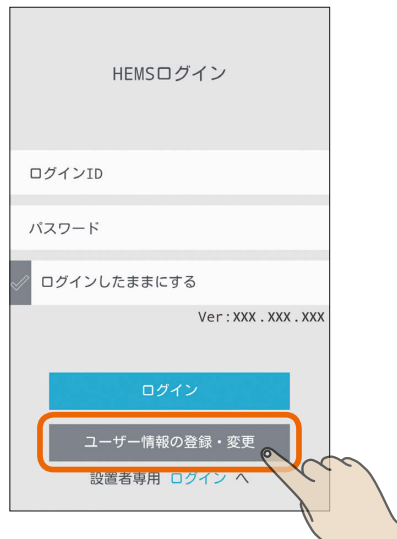 HEMSログイン
ログインID
パスワード
ログインしたままにする
Ver:XXX.XXX.XXX
ログイン
ユーザー情報の登録・変更
設置者専用 ログイン へ